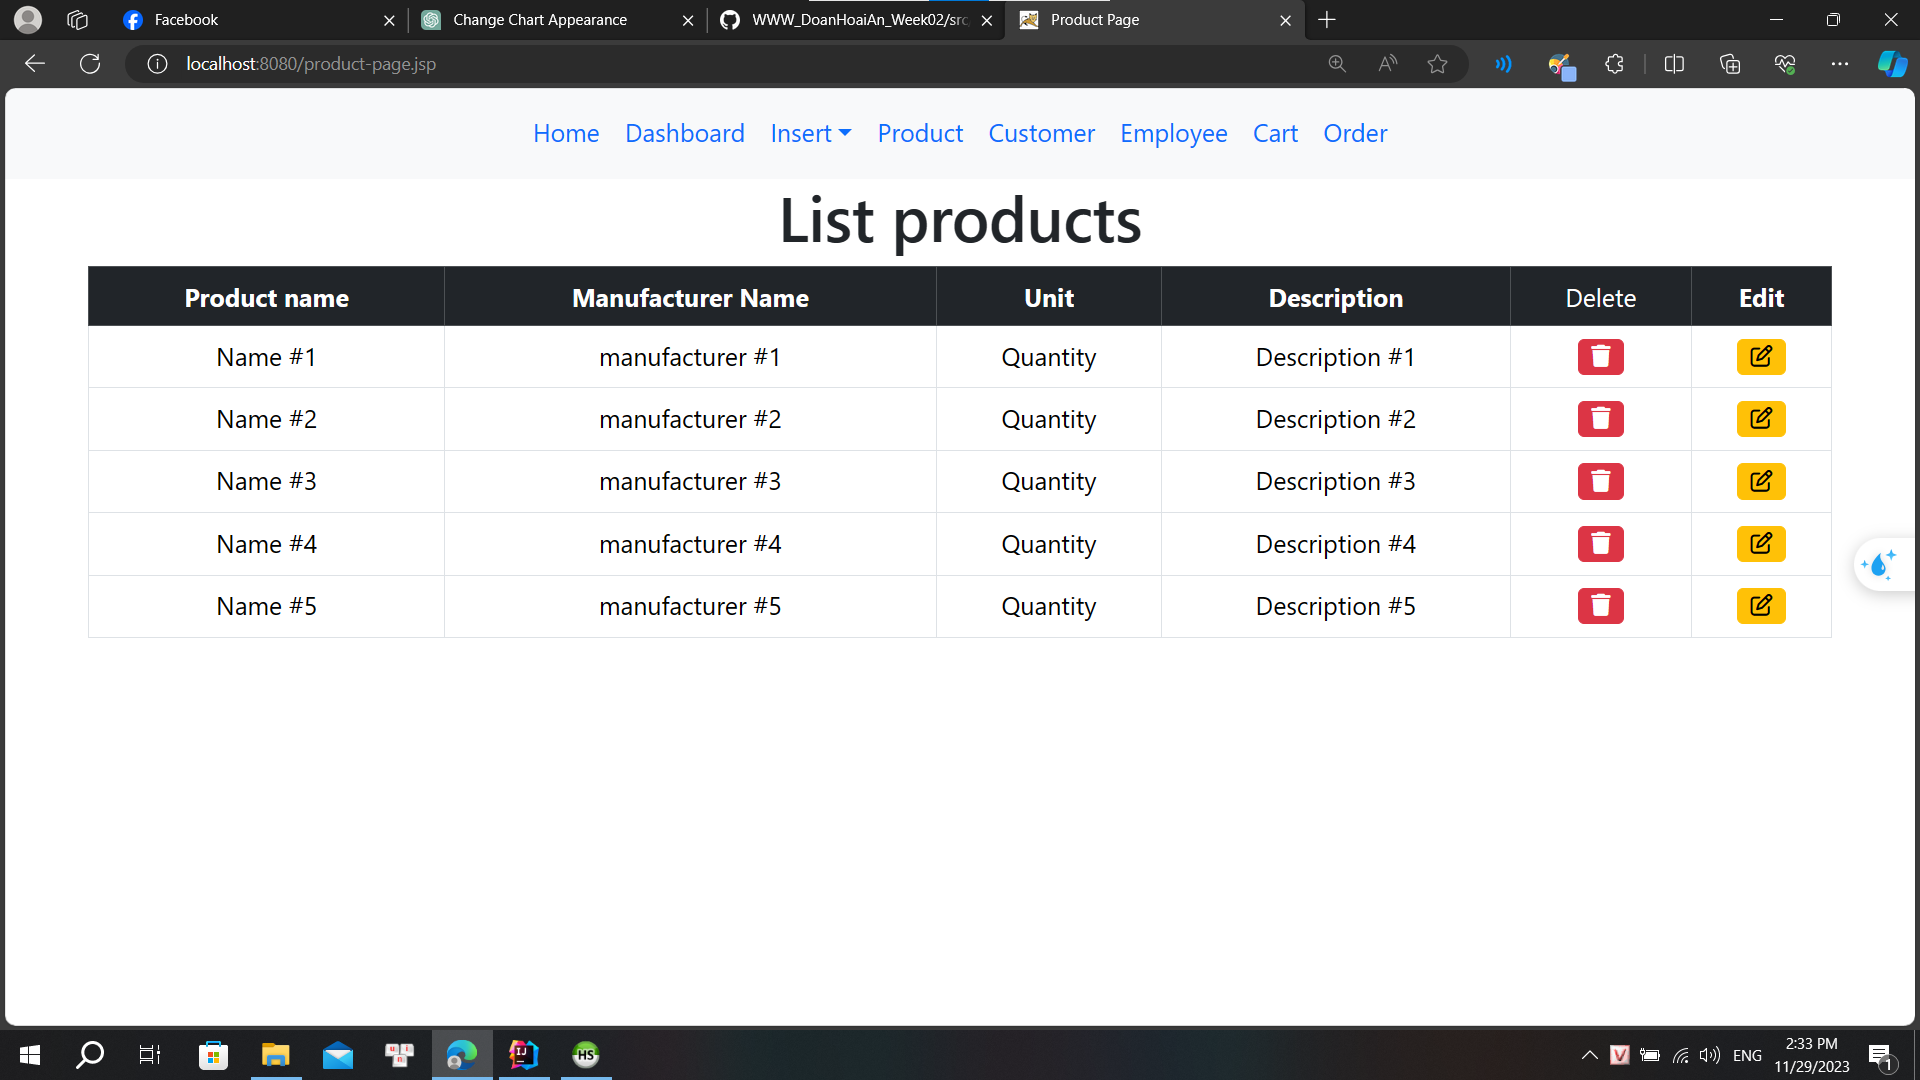 Facebook
Change Chart Appearance
WWW_DoanHoaiAn_Week02/src
Product Page
localhost:8080/product-page.jsp
Home Dashboard Insert Product Customer Employee Cart Order
List products
Product name Manufacturer Name Unit Description Delete Edit
Name #1 manufacturer #1 Quantity Description #1
Name #2 manufacturer #2 Quantity Description #2
Name #3 manufacturer #3 Quantity Description #3
Name #4 manufacturer #4 Quantity Description #4
Name #5 manufacturer #5 Quantity Description #5
HS
V
ENG
2:33 PM
11/29/2023
1